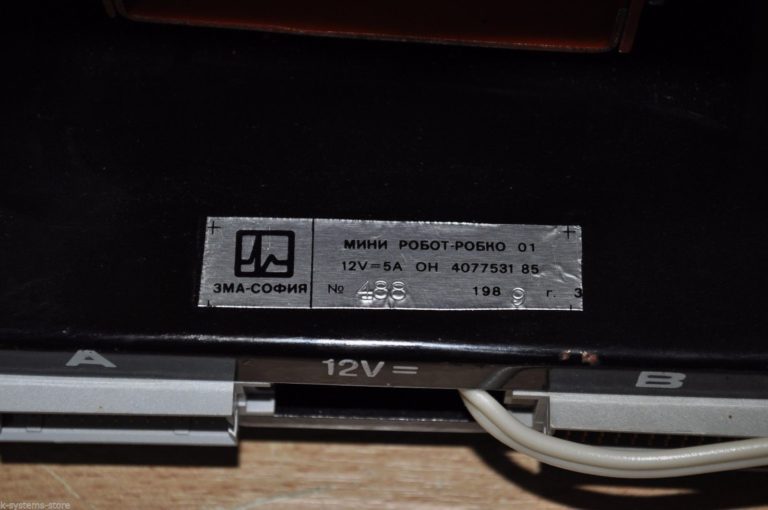 МИНИ РОБОТ-РОБКО 01
12V=5A ОН 4077531 85
ЗМА-СОФИЯ № 488 198 9 г. З
A 12V= B
k-systems-store